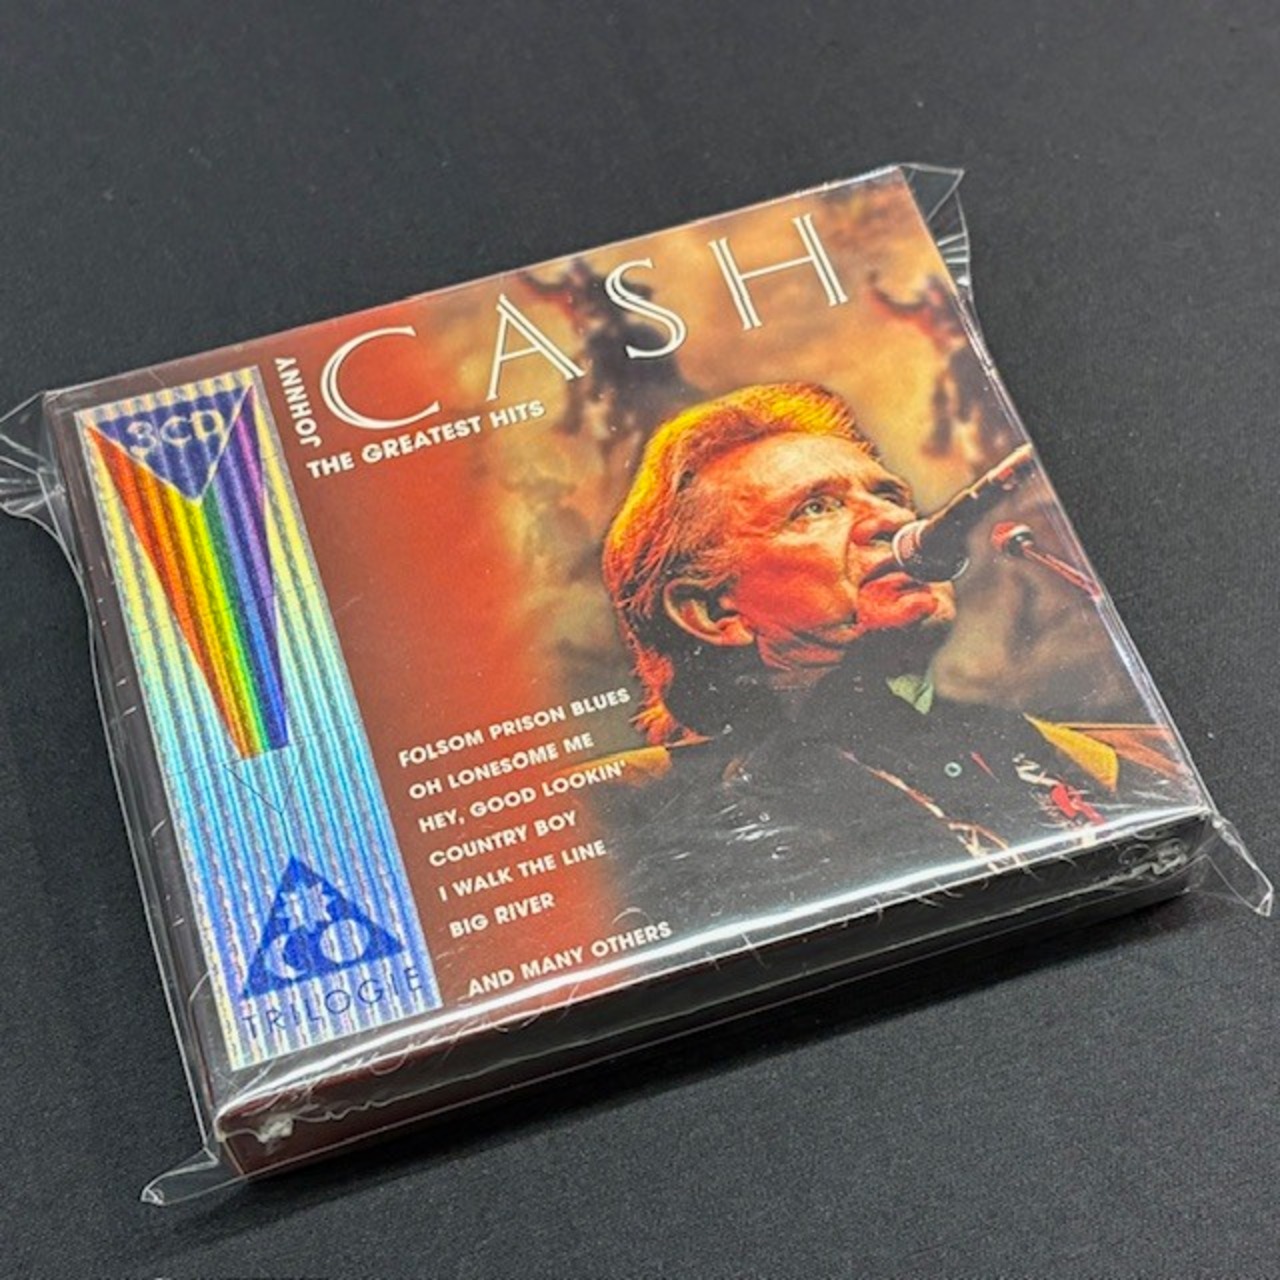 JOHNNY
CASH
THE GREATEST HITS
3CD
FOLSOM PRISON BLUES
OH LONESOME ME
HEY, GOOD LOOKIN'
COUNTRY BOY
I WALK THE LINE
BIG RIVER
AND MANY OTHERS
TRILOGIE